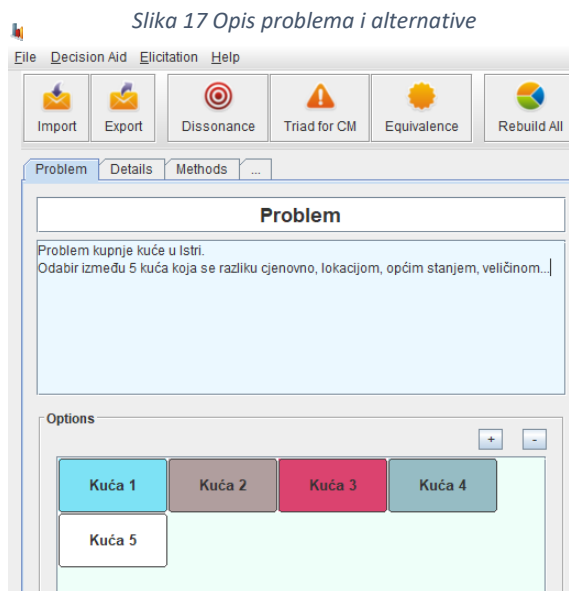 Slika 17 Opis problema i alternative
File Decision Aid Elicitation Help
Import Export Dissonance Triad for CM Equivalence Rebuild All
Problem Details Methods ...
Problem
Problem kupnje kuće u Istri.
Odabir između 5 kuća koja se razliku cjenovno, lokacijom, općim stanjem, veličinom...
Options
+ -
Kuća 1 Kuća 2 Kuća 3 Kuća 4
Kuća 5